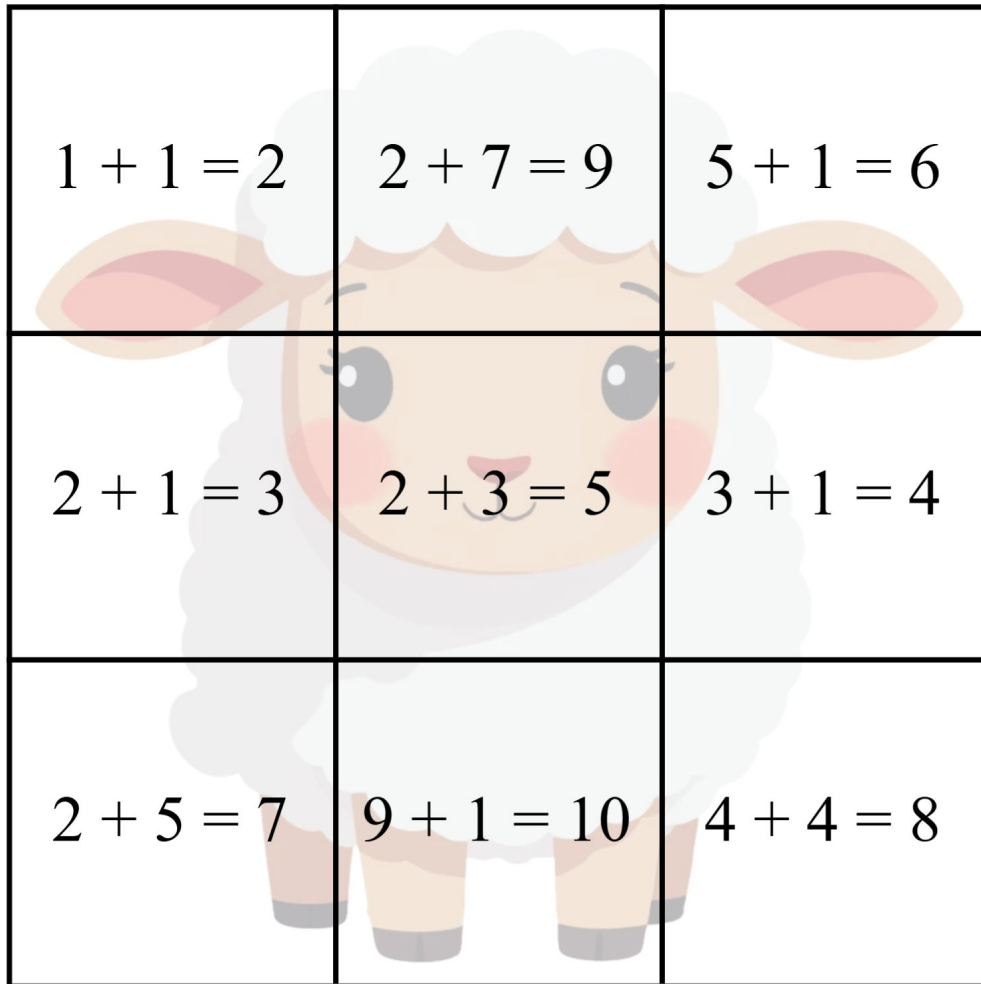 1 + 1 = 2
2 + 7 = 9
5 + 1 = 6
2 + 1 = 3
2 + 3 = 5
3 + 1 = 4
2 + 5 = 7
9 + 1 = 10
4 + 4 = 8